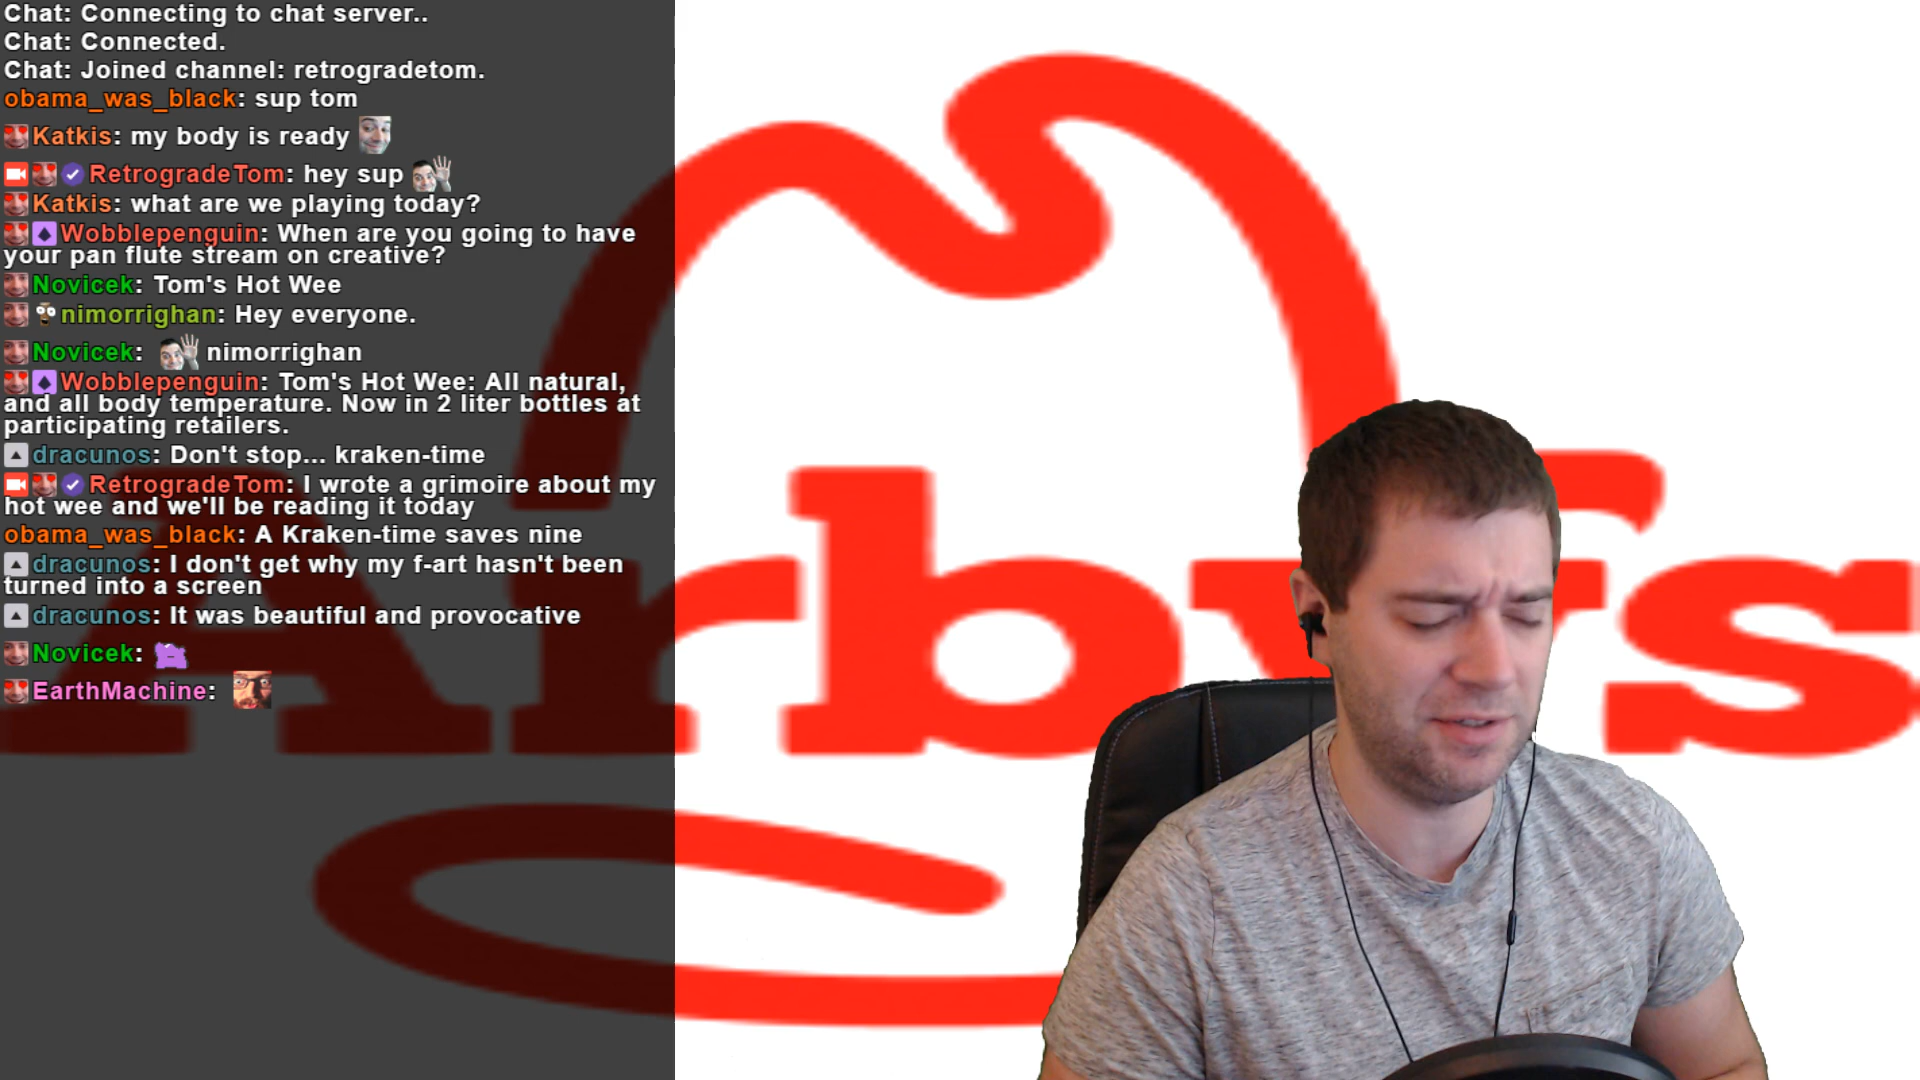 Chat: Connecting to chat server..
Chat: Connected.
Chat: Joined channel: retrogradetom.
obama_was_black: sup tom
Katkis: my body is ready
RetrogradeTom: hey sup
Katkis: what are we playing today?
Wobblepenguin: When are you going to have
your pan flute stream on creative?
Novicek: Tom's Hot Wee
nimorrighan: Hey everyone.
Novicek: nimorrighan
Wobblepenguin: Tom's Hot Wee: All natural,
and all body temperature. Now in 2 liter bottles at
participating retailers.
dracunos: Don't stop... kraken-time
RetrogradeTom: I wrote a grimoire about my
hot wee and we'll be reading it today
obama_was_black: A Kraken-time saves nine
dracunos: I don't get why my f-art hasn't been
turned into a screen
dracunos: It was beautiful and provocative
Novicek:
EarthMachine:
Arby's